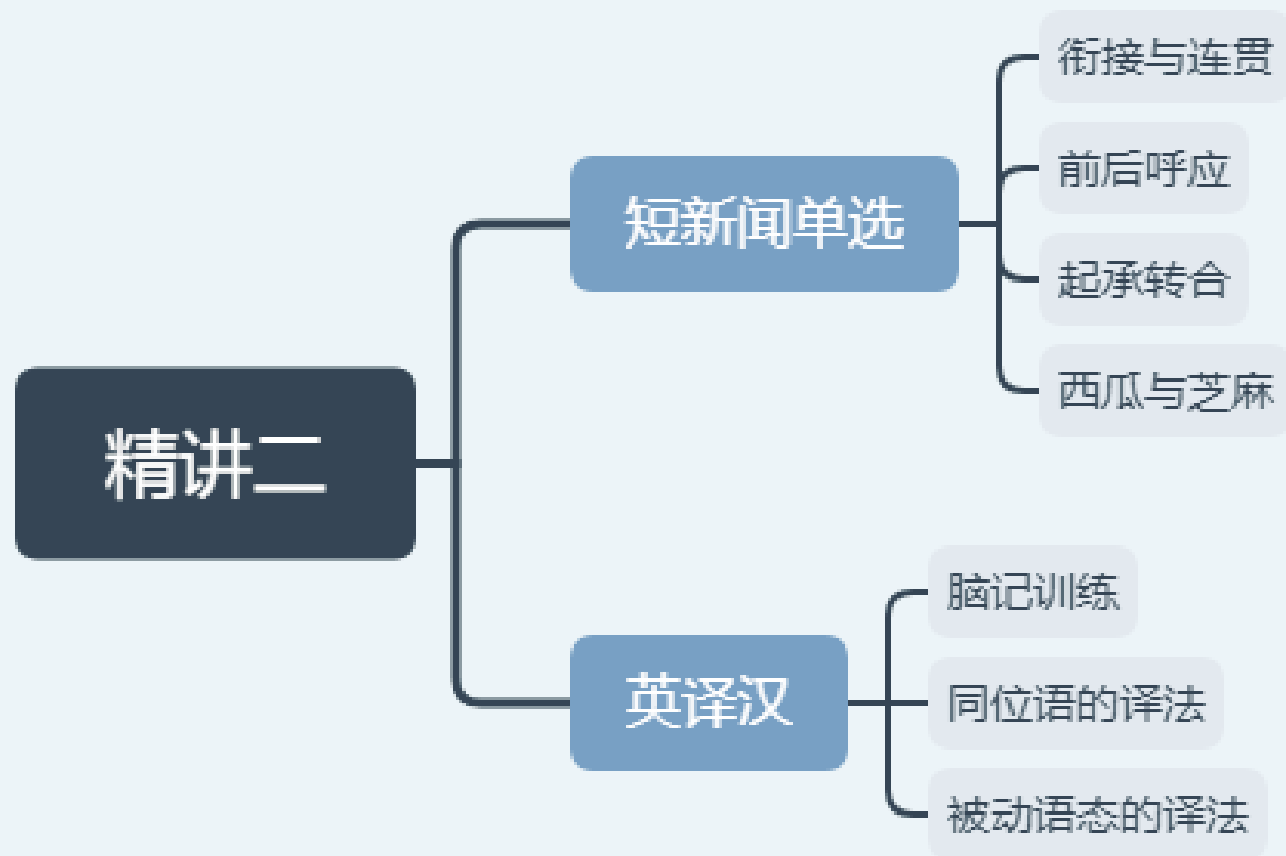 精讲二
短新闻单选
衔接与连贯
前后呼应
起承转合
西瓜与芝麻
英译汉
脑记训练
同位语的译法
被动语态的译法